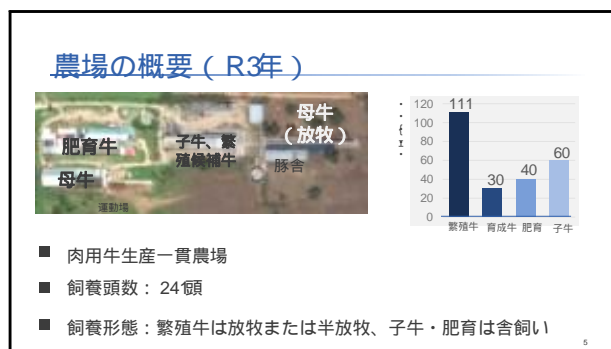 農場の概要（R3年）
母牛
（放牧）
肥育牛
子牛、繁
殖候補牛
豚舎
母牛
運動場
120
100
80
60
40
20
0
111
30
40
60
繁殖牛 育成牛 肥育 子牛
■ 肉用牛生産一貫農場
■ 飼養頭数：241頭
■ 飼養形態：繁殖牛は放牧または半放牧、子牛・肥育は舎飼い
5